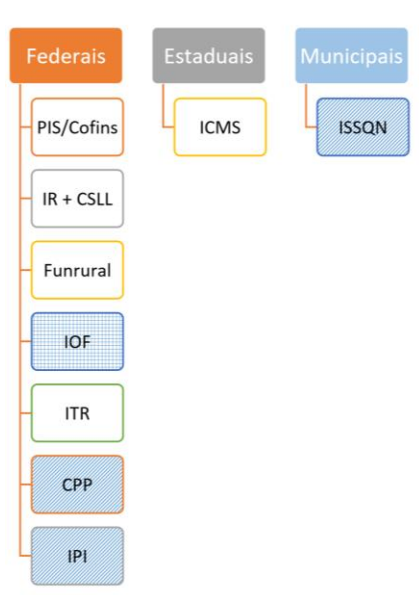 Federais
PIS/Cofins
IR + CSLL
Funrural
IOF
ITR
CPP
IPI
Estaduais
ICMS
Municipais
ISSQN